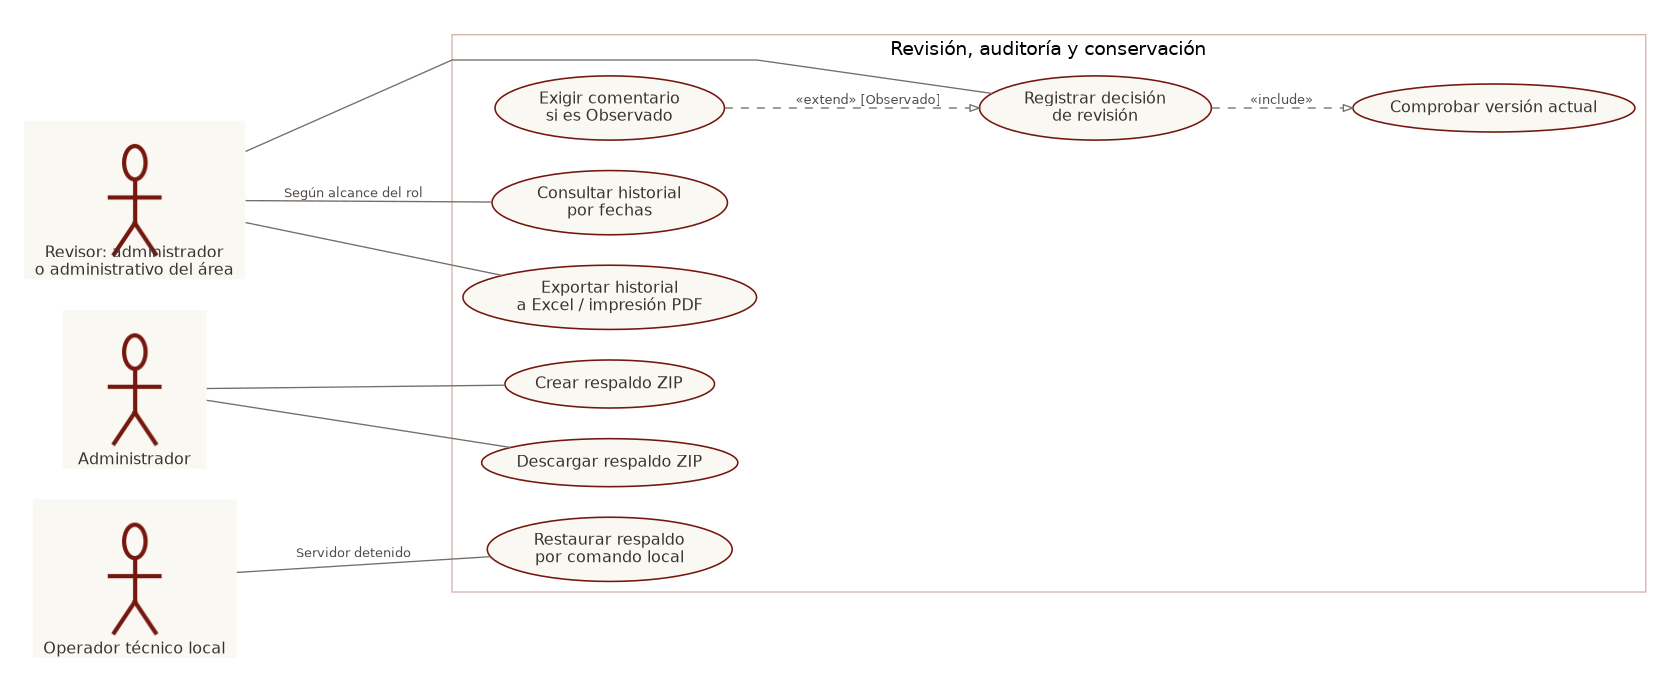 Revisión, auditoría y conservación
Exigir comentario
si es Observado
«extend» [Observado]
Registrar decisión
de revisión
«include»
Comprobar versión actual
Revisor: administrador
o administrativo del área
Según alcance del rol
Consultar historial
por fechas
Exportar historial
a Excel / impresión PDF
Administrador
Crear respaldo ZIP
Descargar respaldo ZIP
Operador técnico local
Servidor detenido
Restaurar respaldo
por comando local